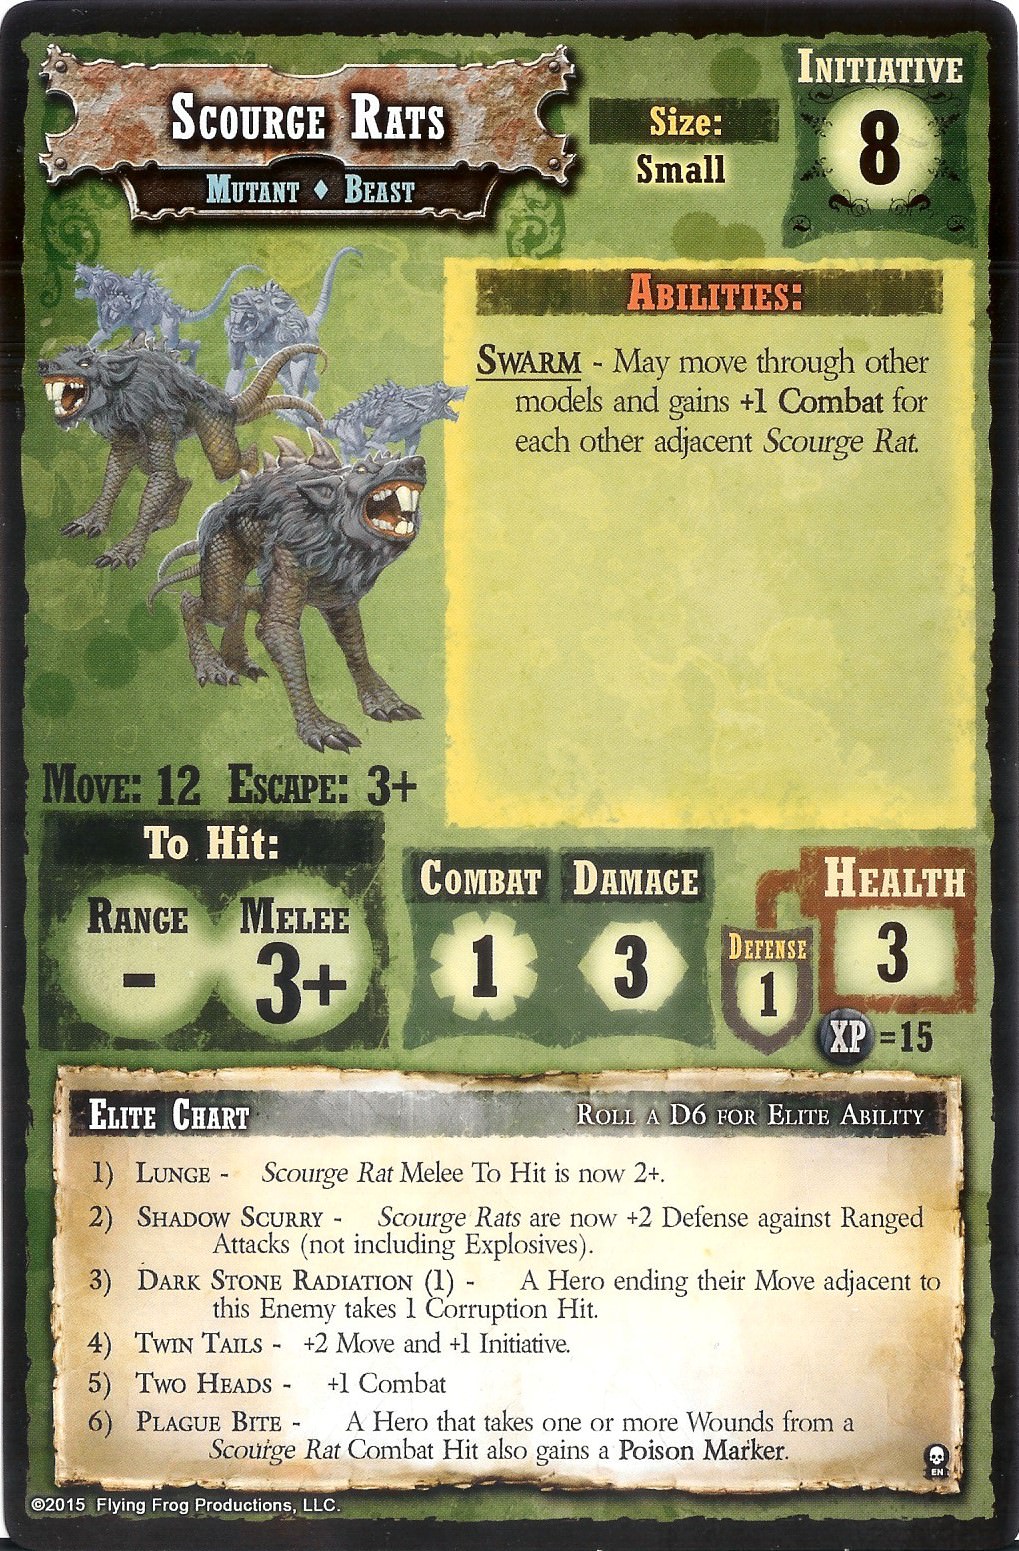 Scourge Rats
Mutant ♦ Beast
Size:
Small
Initiative
8
Abilities:
Swarm - May move through other
models and gains +1 Combat for
each other adjacent Scourge Rat.
Move: 12 Escape: 3+
To Hit:
Range Melee
- 3+
Combat
1
Damage
3
Defense
1
Health
3
XP =15
Elite Chart Roll a D6 for Elite Ability
1) Lunge - Scourge Rat Melee To Hit is now 2+.
2) Shadow Scurry - Scourge Rats are now +2 Defense against Ranged
Attacks (not including Explosives).
3) Dark Stone Radiation (1) - A Hero ending their Move adjacent to
this Enemy takes 1 Corruption Hit.
4) Twin Tails - +2 Move and +1 Initiative.
5) Two Heads - +1 Combat
6) Plague Bite - A Hero that takes one or more Wounds from a
Scourge Rat Combat Hit also gains a Poison Marker.
EN
©2015 Flying Frog Productions, LLC.